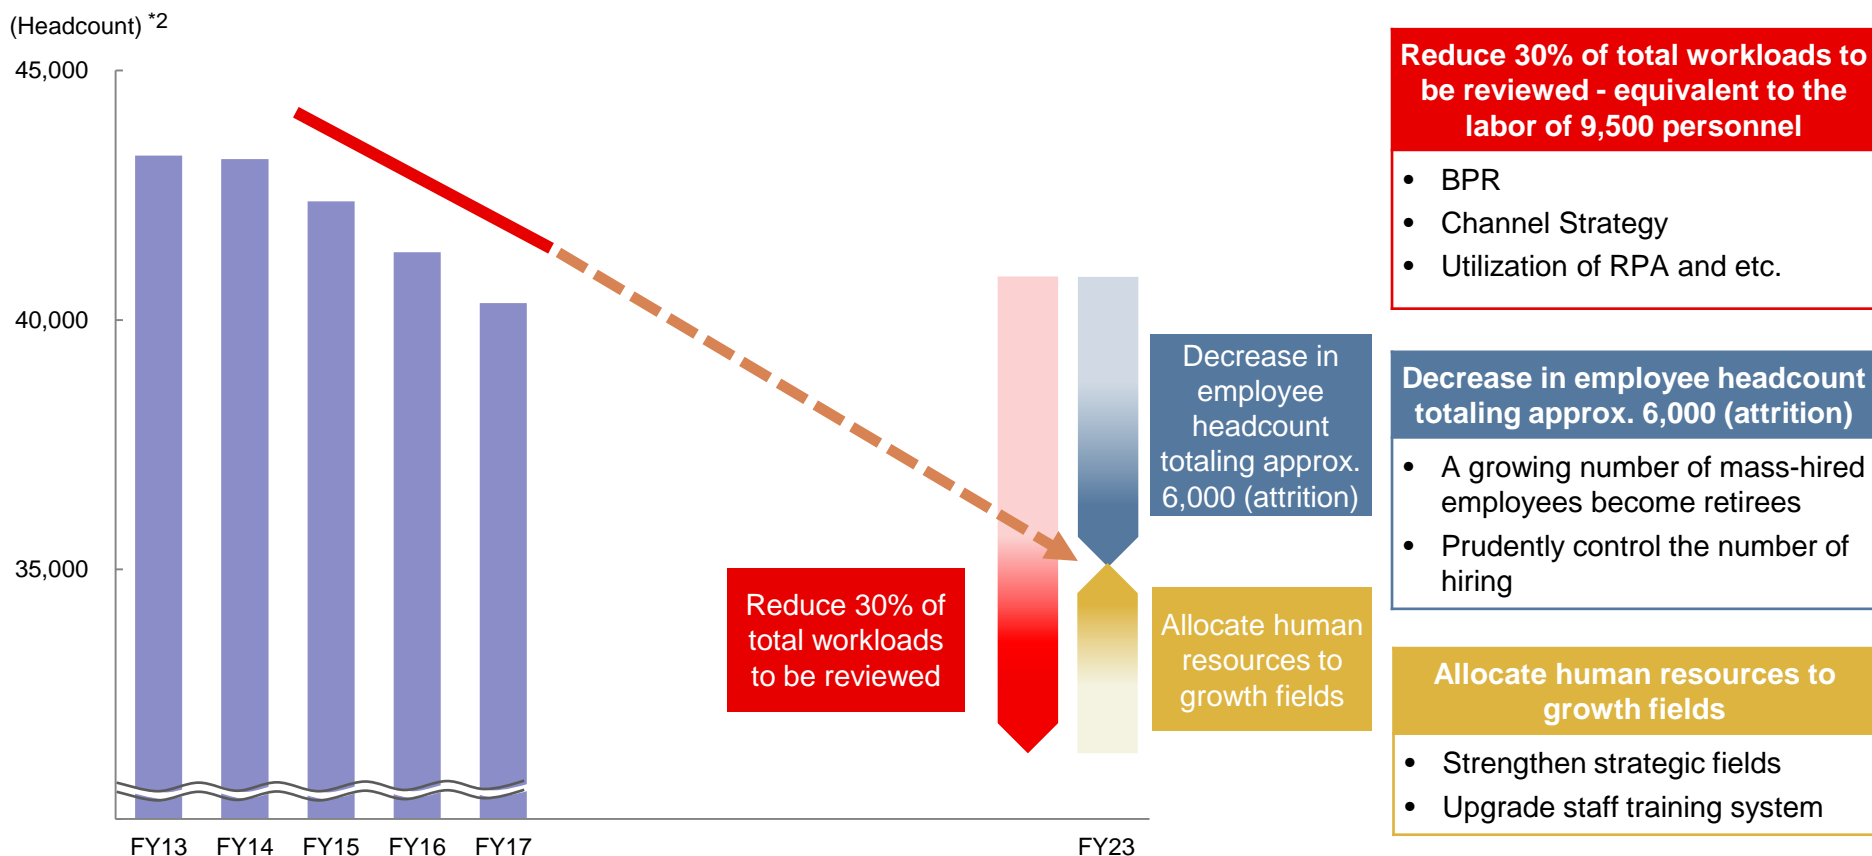 (Headcount) *2
45,000
40,000
35,000
FY13
FY14
FY15
FY16
FY17
FY23
Reduce 30% of
total workloads
to be reviewed
Decrease in
employee
headcount
totaling approx.
6,000 (attrition)
Allocate human
resources to
growth fields
Reduce 30% of total workloads to
be reviewed - equivalent to the
labor of 9,500 personnel
• BPR
• Channel Strategy
• Utilization of RPA and etc.
Decrease in employee headcount
totaling approx. 6,000 (attrition)
• A growing number of mass-hired
employees become retirees
• Prudently control the number of
hiring
Allocate human resources to
growth fields
• Strengthen strategic fields
• Upgrade staff training system